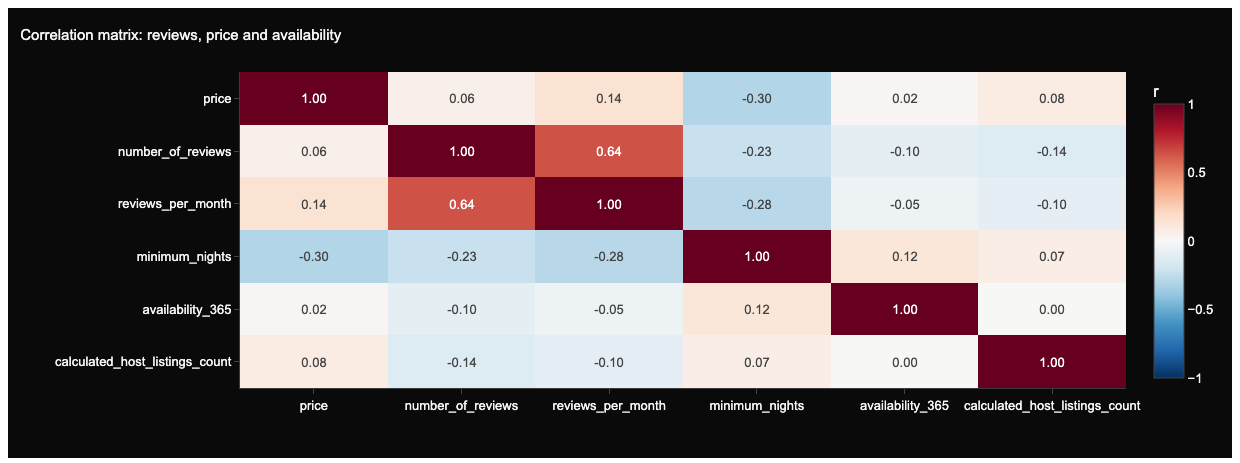 Correlation matrix: reviews, price and availability
r
price 1.00 0.06 0.14 -0.30 0.02 0.08
number_of_reviews 0.06 1.00 0.64 -0.23 -0.10 -0.14
reviews_per_month 0.14 0.64 1.00 -0.28 -0.05 -0.10
minimum_nights -0.30 -0.23 -0.28 1.00 0.12 0.07
availability_365 0.02 -0.10 -0.05 0.12 1.00 0.00
calculated_host_listings_count 0.08 -0.14 -0.10 0.07 0.00 1.00
price number_of_reviews reviews_per_month minimum_nights availability_365 calculated_host_listings_count
1
0.5
0
−0.5
−1